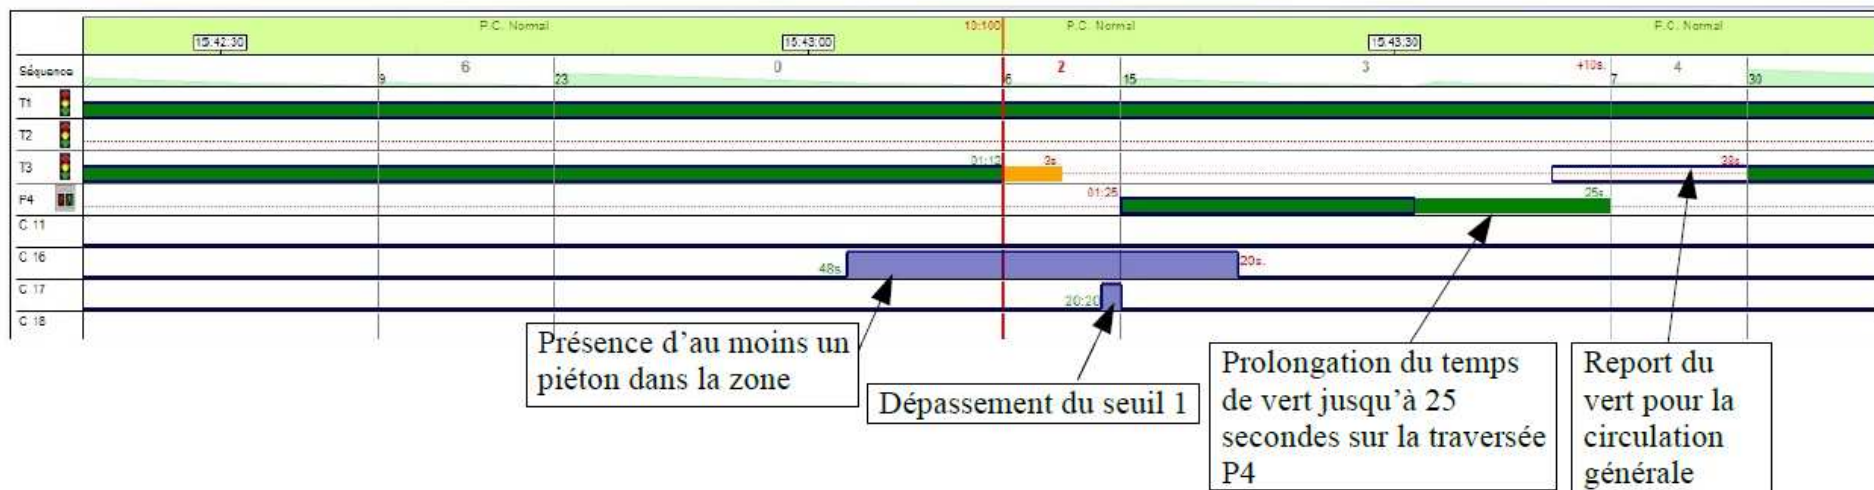 P.C. Normal 10:100 P.C. Normal P.C. Normal
15:42:30 15:43:00 15:43:30
Séquence 9 6 23 0 6 2 15 3 +10s. 7 4 30
T1
T2
T3 01:12 3s. 38s.
P4 01:25 25s.
C 11
C 16 48s. 20s.
C 17 20:20
C 18
Présence d'au moins un
piéton dans la zone
Dépassement du seuil 1
Prolongation du temps
de vert jusqu'à 25
secondes sur la traversée
P4
Report du
vert pour la
circulation
générale